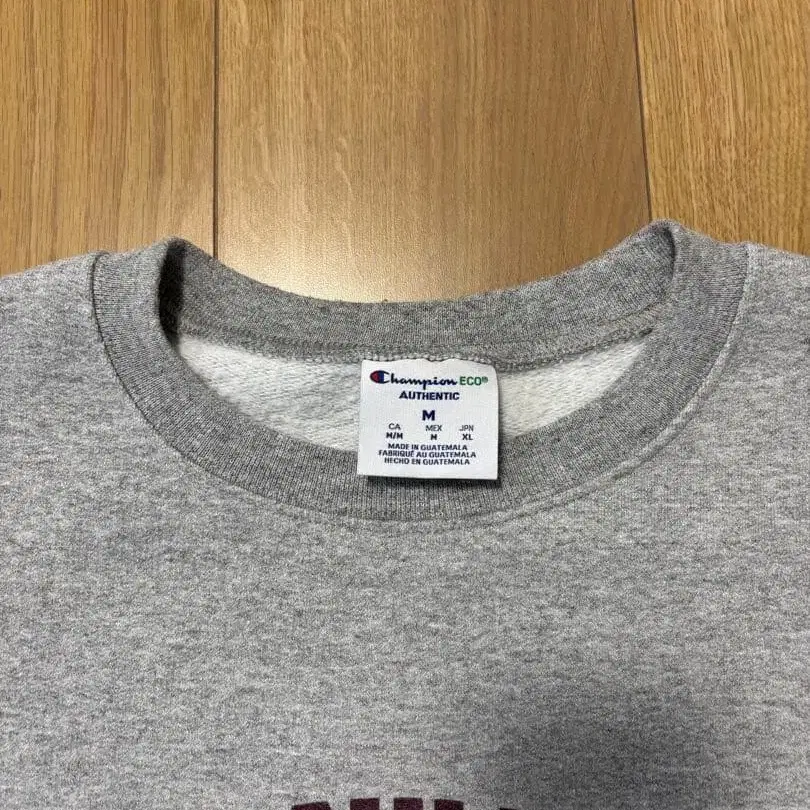 Champion ECO®
AUTHENTIC
M
CA MEX JPN
M/M M XL
MADE IN GUATEMALA
FABRIQUÉ AU GUATEMALA
HECHO EN GUATEMALA